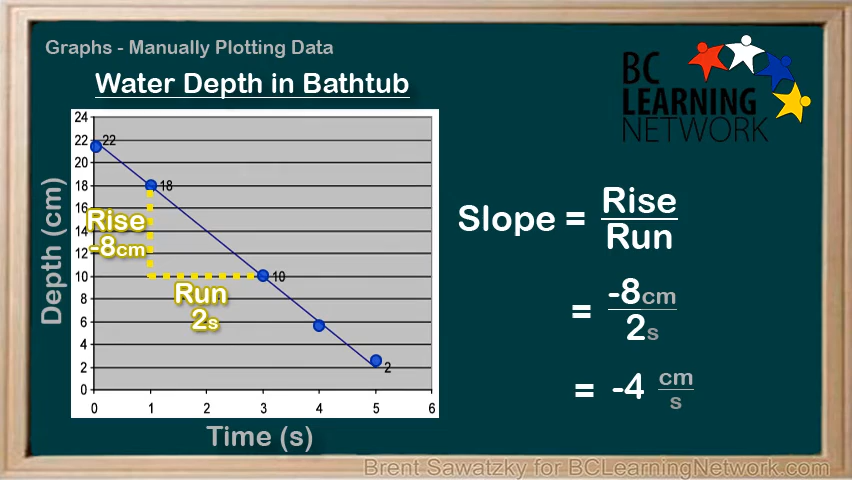 Graphs - Manually Plotting Data
Water Depth in Bathtub
BC
LEARNING
NETWORK
24
22
20
18
16
14
12
10
8
6
4
2
0
22
18
10
2
Rise
-8cm
Run
2s
0 1 2 3 4 5 6
Depth (cm)
Time (s)
Slope = Rise
Run
= -8cm
2s
= -4 cm
s
Brent Sawatzky for BCLearningNetwork.com